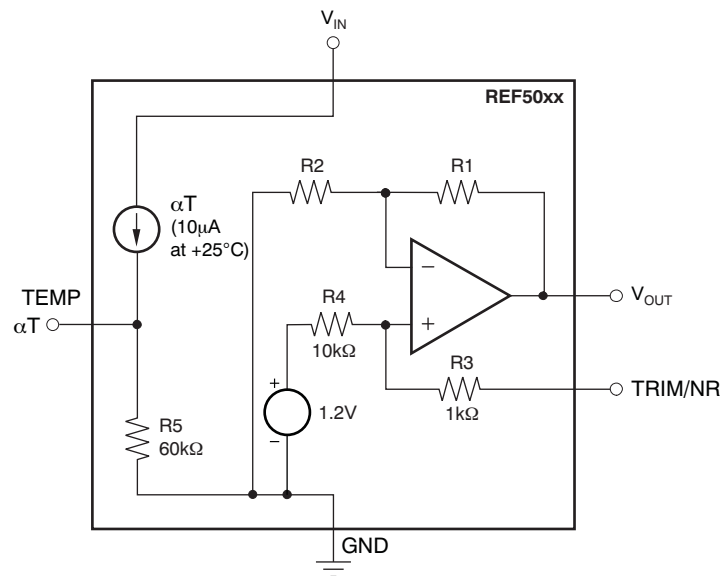 V_IN
REF50xx
R2
R1
αT
(10μA
at +25°C)
−
TEMP
αT
R4
10kΩ
+
V_OUT
R3
1kΩ
TRIM/NR
+
1.2V
−
R5
60kΩ
GND